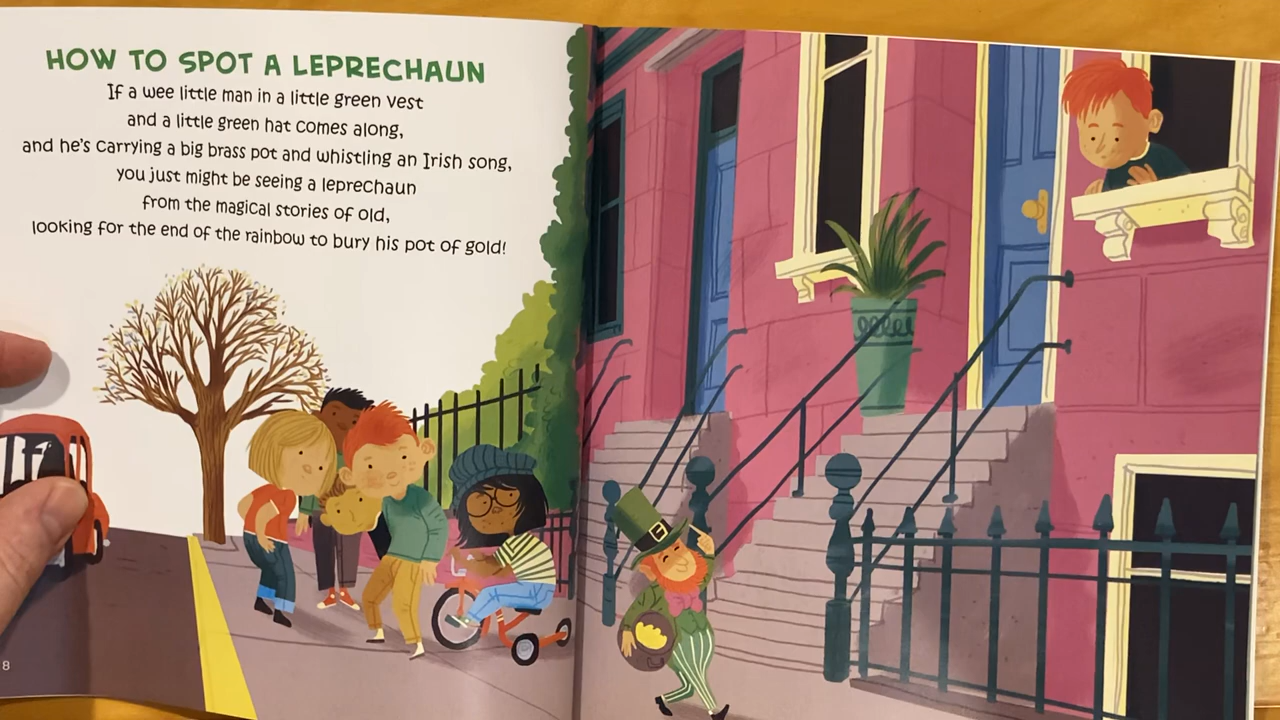 HOW TO SPOT A LEPRECHAUN
If a wee little man in a little green vest
and a little green hat comes along,
and he's carrying a big brass pot and whistling an Irish song,
you just might be seeing a leprechaun
from the magical stories of old,
looking for the end of the rainbow to bury his pot of gold!
8